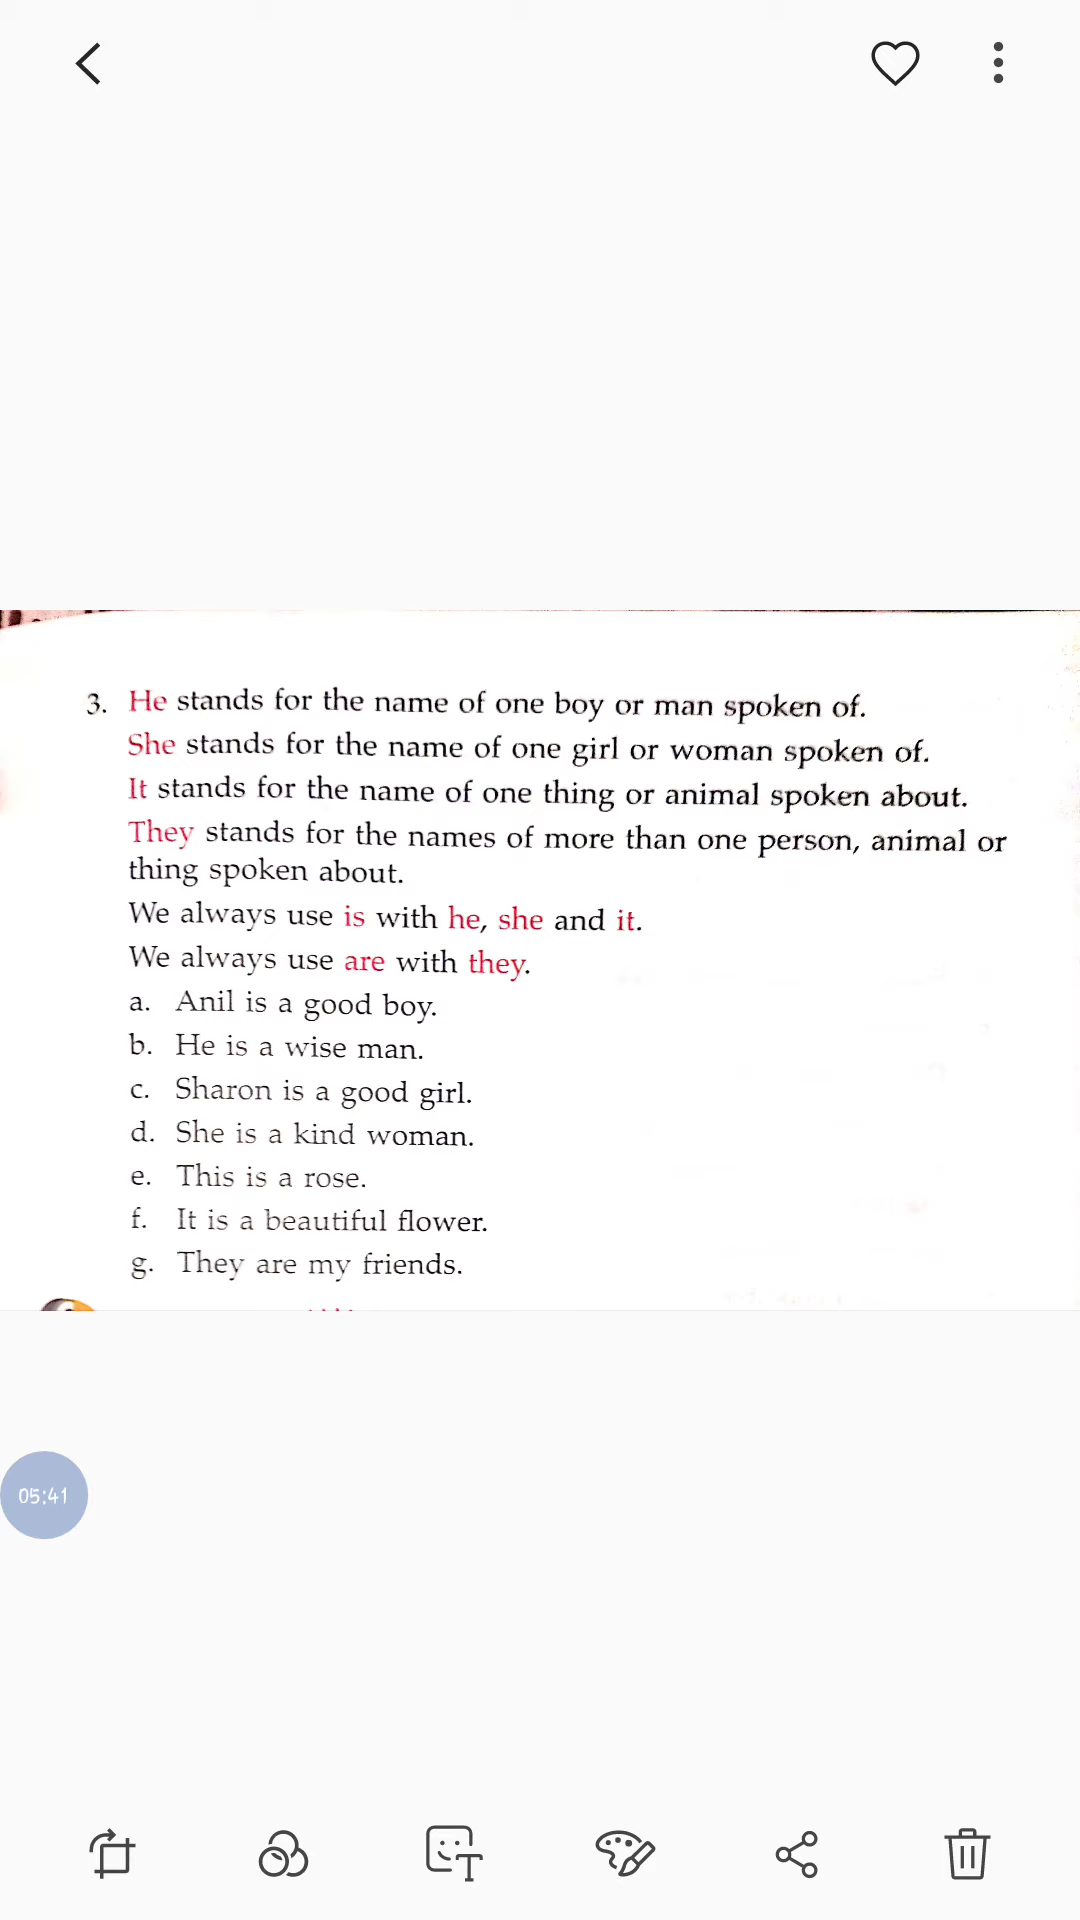 3. He stands for the name of one boy or man spoken of.
She stands for the name of one girl or woman spoken of.
It stands for the name of one thing or animal spoken about.
They stands for the names of more than one person, animal or
thing spoken about.
We always use is with he, she and it.
We always use are with they.
a. Anil is a good boy.
b. He is a wise man.
c. Sharon is a good girl.
d. She is a kind woman.
e. This is a rose.
f. It is a beautiful flower.
g. They are my friends.
05:41